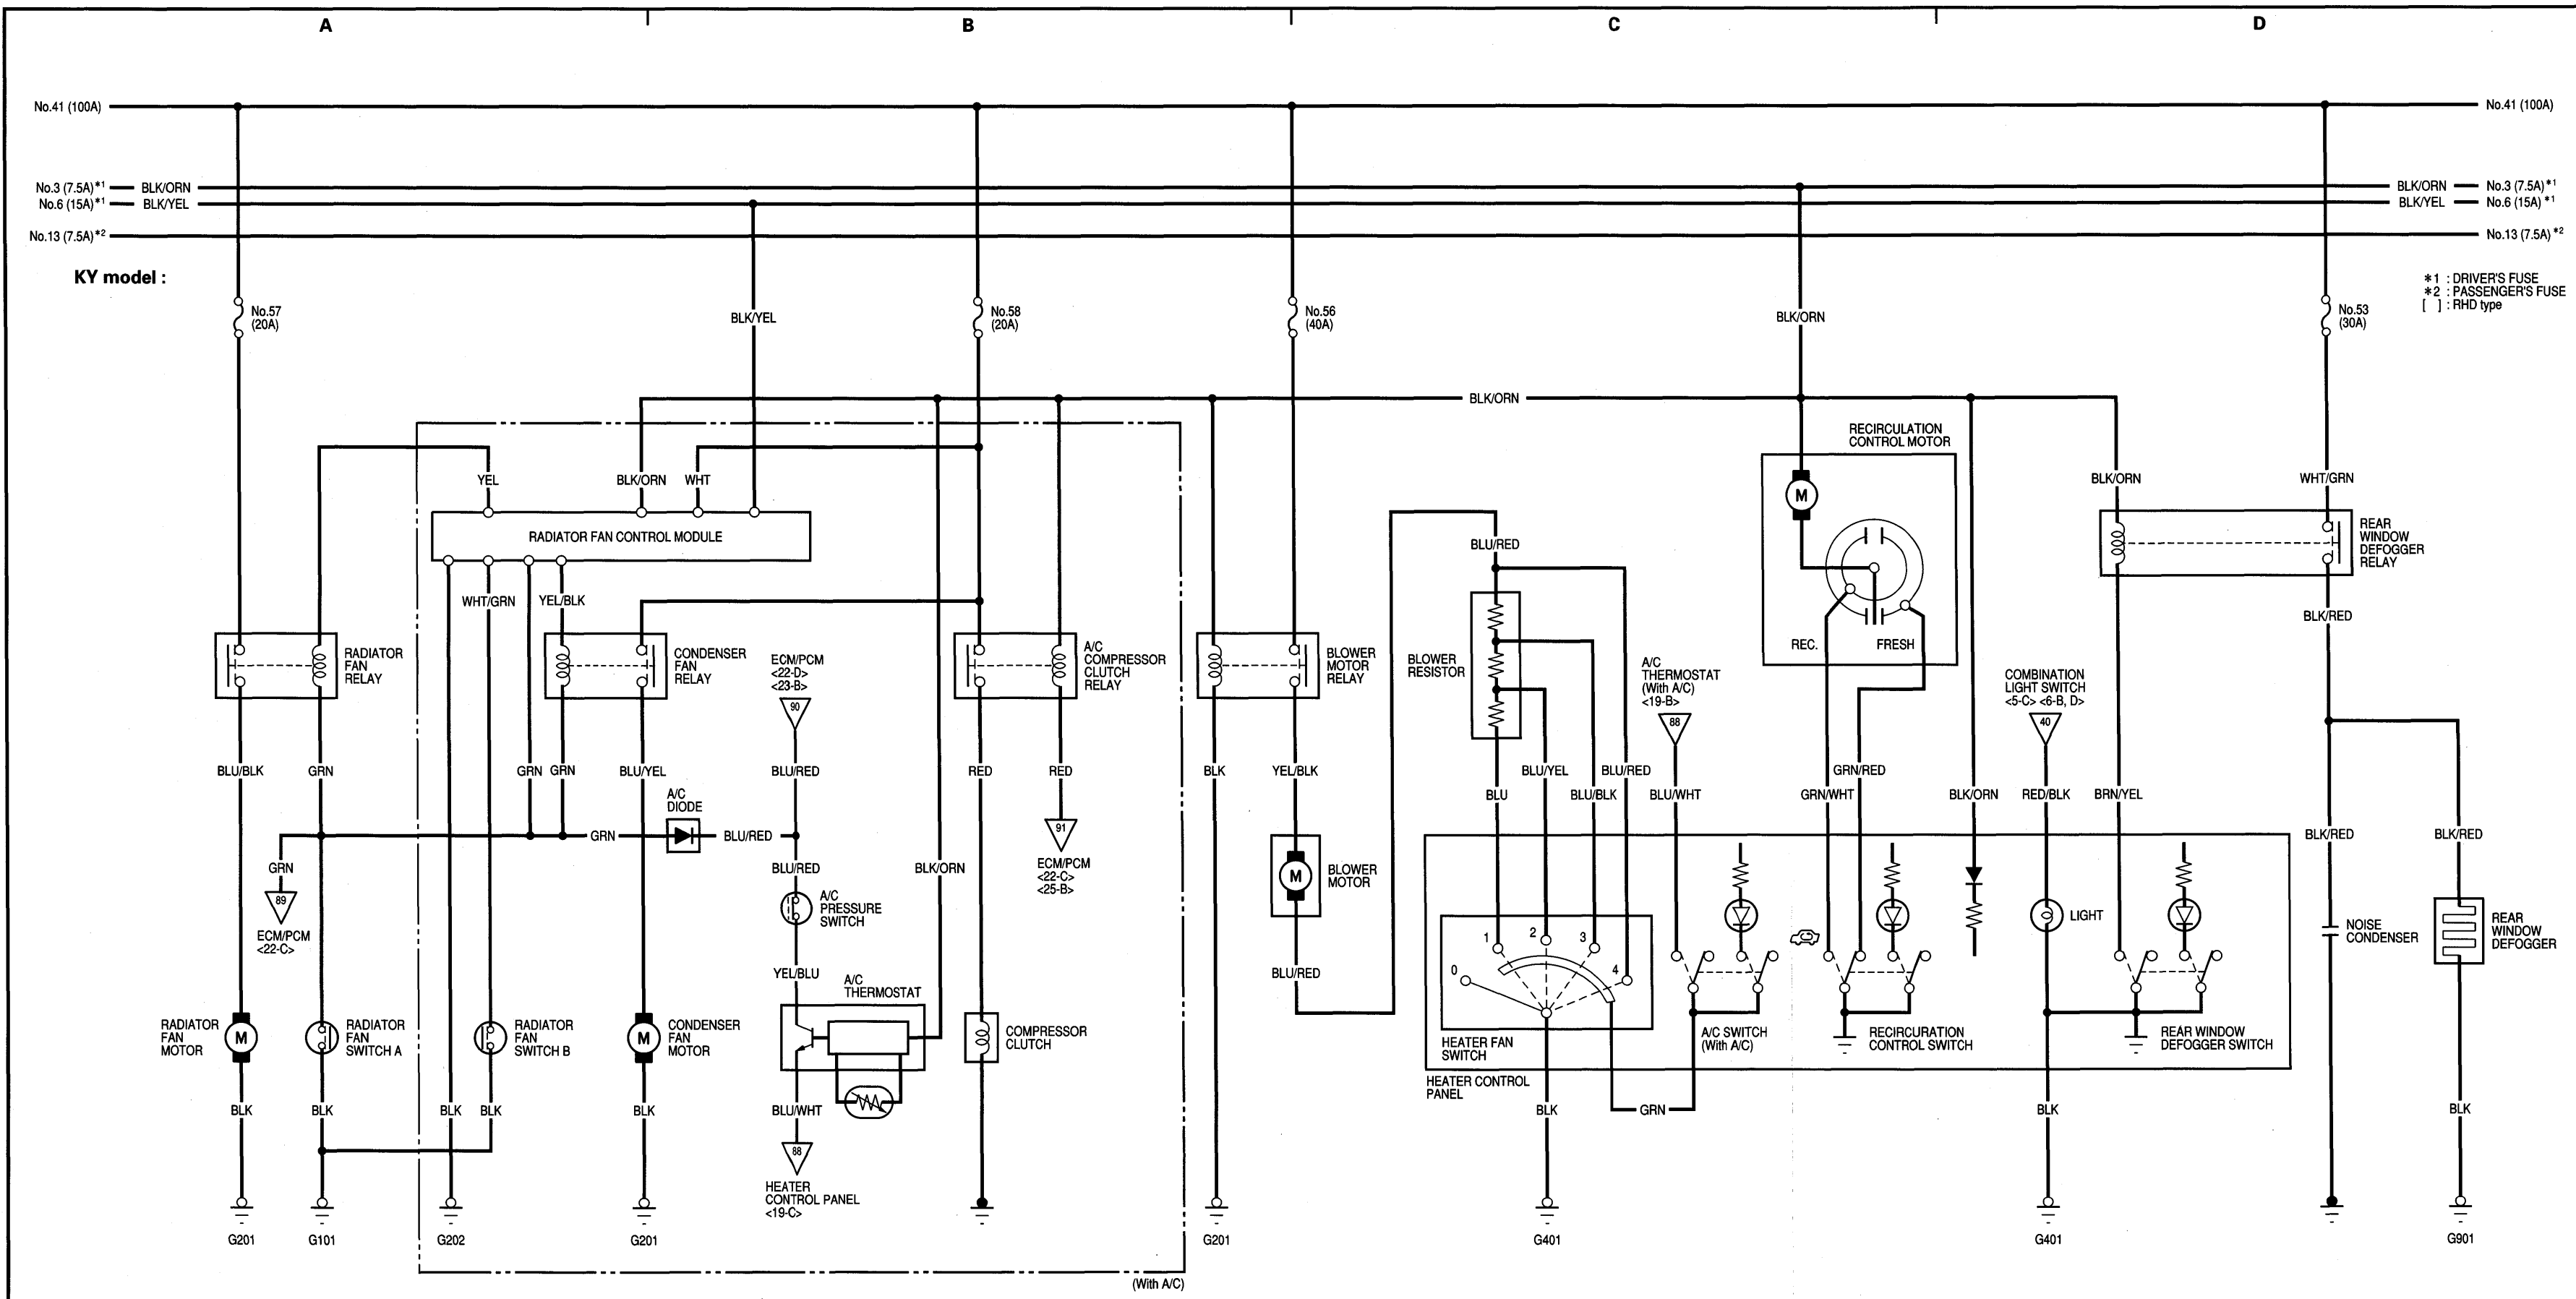 A
B
C
D
No.41 (100A)
No.41 (100A)
No.3 (7.5A)*1
BLK/ORN
BLK/ORN
No.3 (7.5A)*1
No.6 (15A)*1
BLK/YEL
BLK/YEL
No.6 (15A)*1
No.13 (7.5A)*2
No.13 (7.5A)*2
KY model :
*1 : DRIVER'S FUSE
*2 : PASSENGER'S FUSE
[ ] : RHD type
No.57
(20A)
BLK/YEL
No.58
(20A)
No.56
(40A)
BLK/ORN
No.53
(30A)
BLK/ORN
YEL
BLK/ORN
WHT
RADIATOR FAN CONTROL MODULE
WHT/GRN
YEL/BLK
RADIATOR
FAN
RELAY
CONDENSER
FAN
RELAY
ECM/PCM
<22-D>
<23-B>
90
A/C
COMPRESSOR
CLUTCH
RELAY
BLOWER
MOTOR
RELAY
BLU/RED
BLOWER
RESISTOR
RECIRCULATION
CONTROL MOTOR
M
REC.
FRESH
BLK/ORN
WHT/GRN
REAR
WINDOW
DEFOGGER
RELAY
BLK/RED
A/C
THERMOSTAT
(With A/C)
<19-B>
88
COMBINATION
LIGHT SWITCH
<5-C> <6-B, D>
40
BLU/BLK
GRN
GRN
GRN
BLU/YEL
BLU/RED
RED
RED
BLK
YEL/BLK
BLU
BLU/YEL
BLU/BLK
BLU/RED
BLU/WHT
GRN/WHT
GRN/RED
BLK/ORN
RED/BLK
BRN/YEL
A/C
DIODE
GRN
BLU/RED
GRN
89
ECM/PCM
<22-C>
BLU/RED
A/C
PRESSURE
SWITCH
BLK/ORN
91
ECM/PCM
<22-C>
<25-B>
M
BLOWER
MOTOR
BLK/RED
BLK/RED
YEL/BLU
A/C
THERMOSTAT
BLU/RED
0
1
2
3
4
LIGHT
NOISE
CONDENSER
REAR
WINDOW
DEFOGGER
RADIATOR
FAN
MOTOR
M
RADIATOR
FAN
SWITCH A
RADIATOR
FAN
SWITCH B
M
CONDENSER
FAN
MOTOR
COMPRESSOR
CLUTCH
HEATER FAN
SWITCH
A/C SWITCH
(With A/C)
RECIRCURATION
CONTROL SWITCH
REAR WINDOW
DEFOGGER SWITCH
HEATER CONTROL
PANEL
BLK
BLK
BLK
BLK
BLK
BLU/WHT
BLK
GRN
BLK
BLK
88
HEATER
CONTROL PANEL
<19-C>
G201
G101
G202
G201
G201
G401
G401
G901
(With A/C)